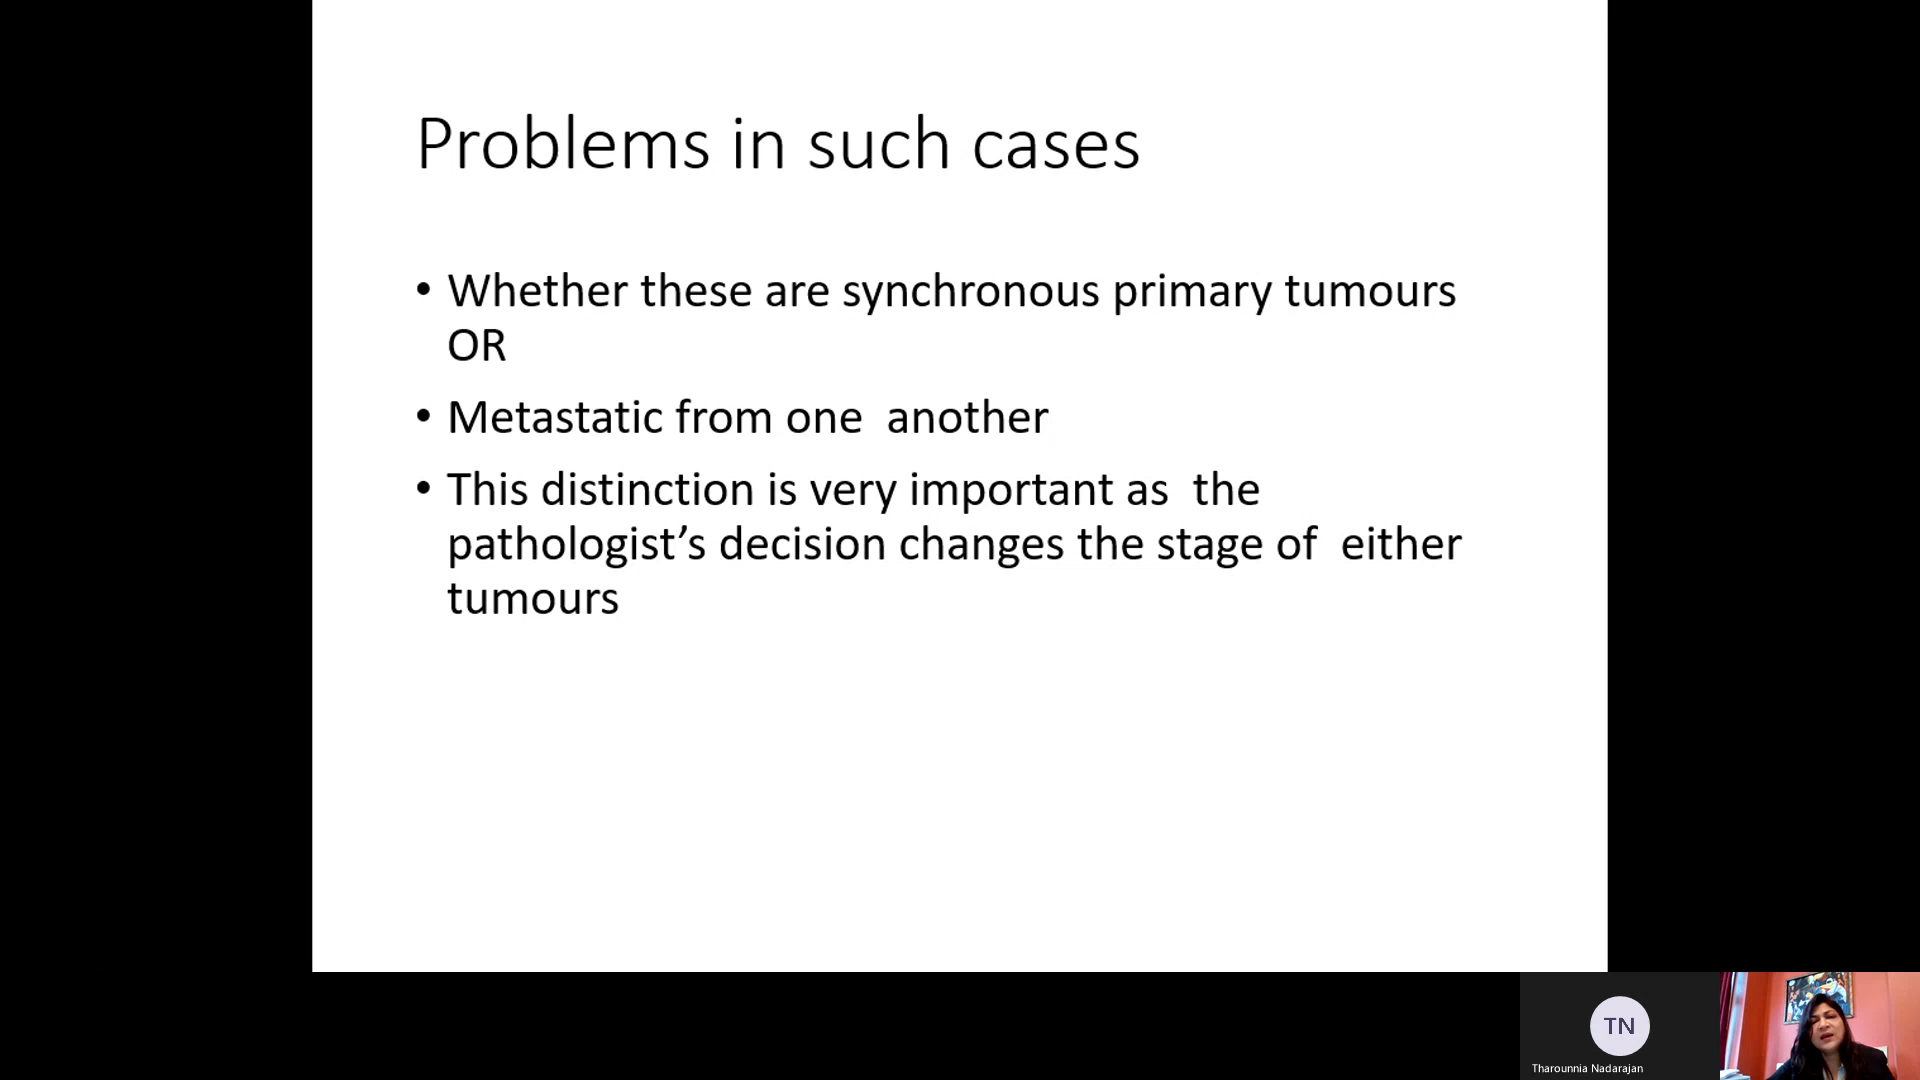 Problems in such cases
• Whether these are synchronous primary tumours
OR
• Metastatic from one  another
• This distinction is very important as  the
pathologist’s decision changes the stage of  either
tumours
TN
Tharounnia Nadarajan